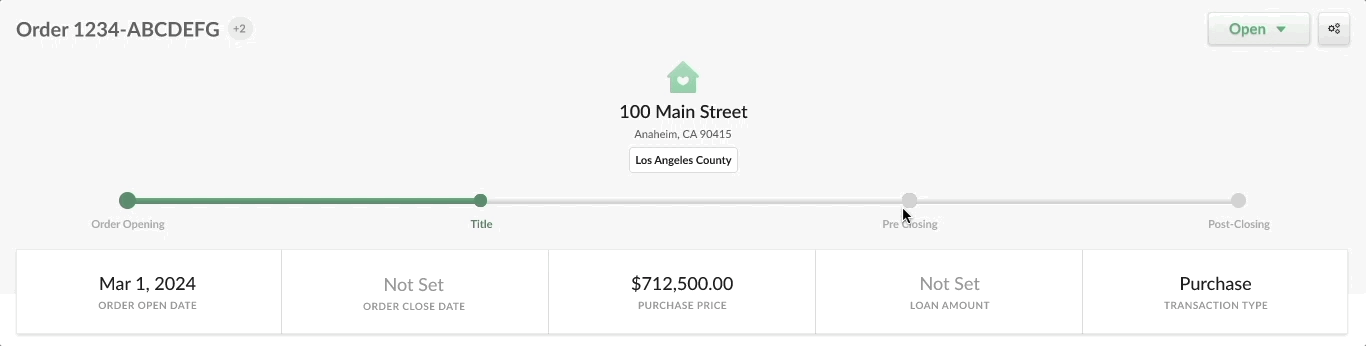 Order 1234-ABCDEFG +2
Open
100 Main Street
Anaheim, CA 90415
Los Angeles County
Order Opening Title Pre Closing Post-Closing
Mar 1, 2024 Not Set $712,500.00 Not Set Purchase
ORDER OPEN DATE ORDER CLOSE DATE PURCHASE PRICE LOAN AMOUNT TRANSACTION TYPE